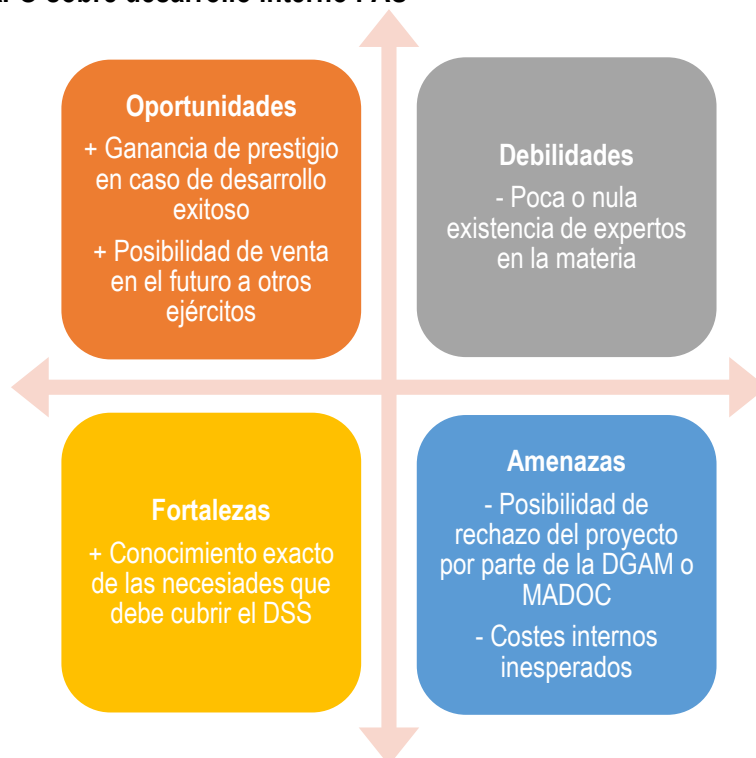 sobre desarrollo interno FAS
Oportunidades
+ Ganancia de prestigio
en caso de desarrollo
exitoso
+ Posibilidad de venta
en el futuro a otros
ejércitos
Debilidades
- Poca o nula
existencia de expertos
en la materia
Fortalezas
+ Conocimiento exacto
de las necesiades que
debe cubrir el DSS
Amenazas
- Posibilidad de
rechazo del proyecto
por parte de la DGAM o
MADOC
- Costes internos
inesperados